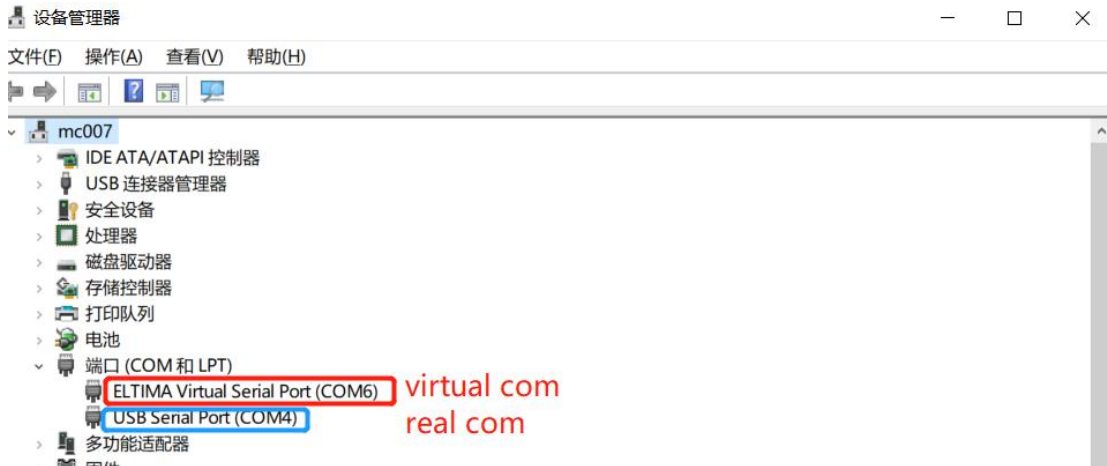 设备管理器
文件(F) 操作(A) 查看(V) 帮助(H)
mc007
IDE ATA/ATAPI 控制器
USB 连接器管理器
安全设备
处理器
磁盘驱动器
存储控制器
打印队列
电池
端口 (COM 和 LPT)
ELTIMA Virtual Serial Port (COM6) virtual com
USB Serial Port (COM4) real com
多功能适配器